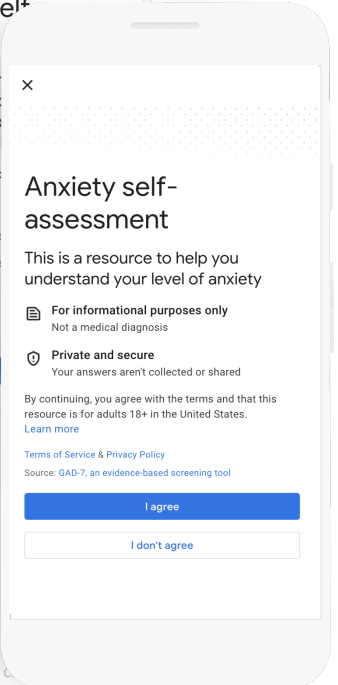 Anxiety self-
assessment
This is a resource to help you
understand your level of anxiety
For informational purposes only
Not a medical diagnosis
Private and secure
Your answers aren't collected or shared
By continuing, you agree with the terms and that this
resource is for adults 18+ in the United States.
Learn more
Terms of Service & Privacy Policy
Source: GAD-7, an evidence-based screening tool
I agree
I don't agree